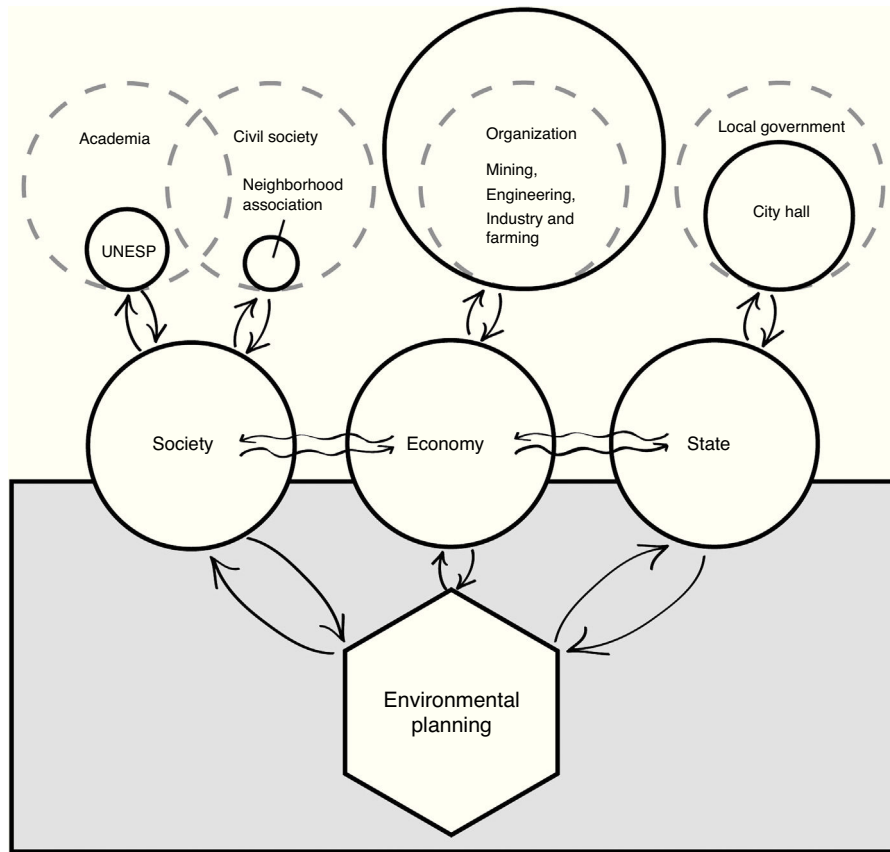 Academia
Civil society
Organization
Local government
Neighborhood
association
Mining,
Engineering,
Industry and
farming
City hall
UNESP
Society
Economy
State
Environmental
planning